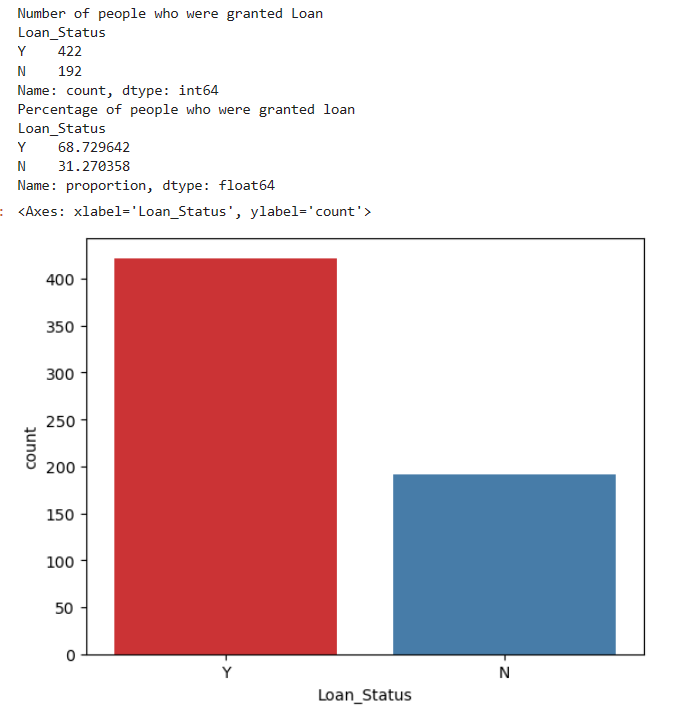 Number of people who were granted Loan
Loan_Status
Y    422
N    192
Name: count, dtype: int64
Percentage of people who were granted loan
Loan_Status
Y    68.729642
N    31.270358
Name: proportion, dtype: float64
: <Axes: xlabel='Loan_Status', ylabel='count'>
400
350
300
250
200
150
100
50
0
count
Y
N
Loan_Status